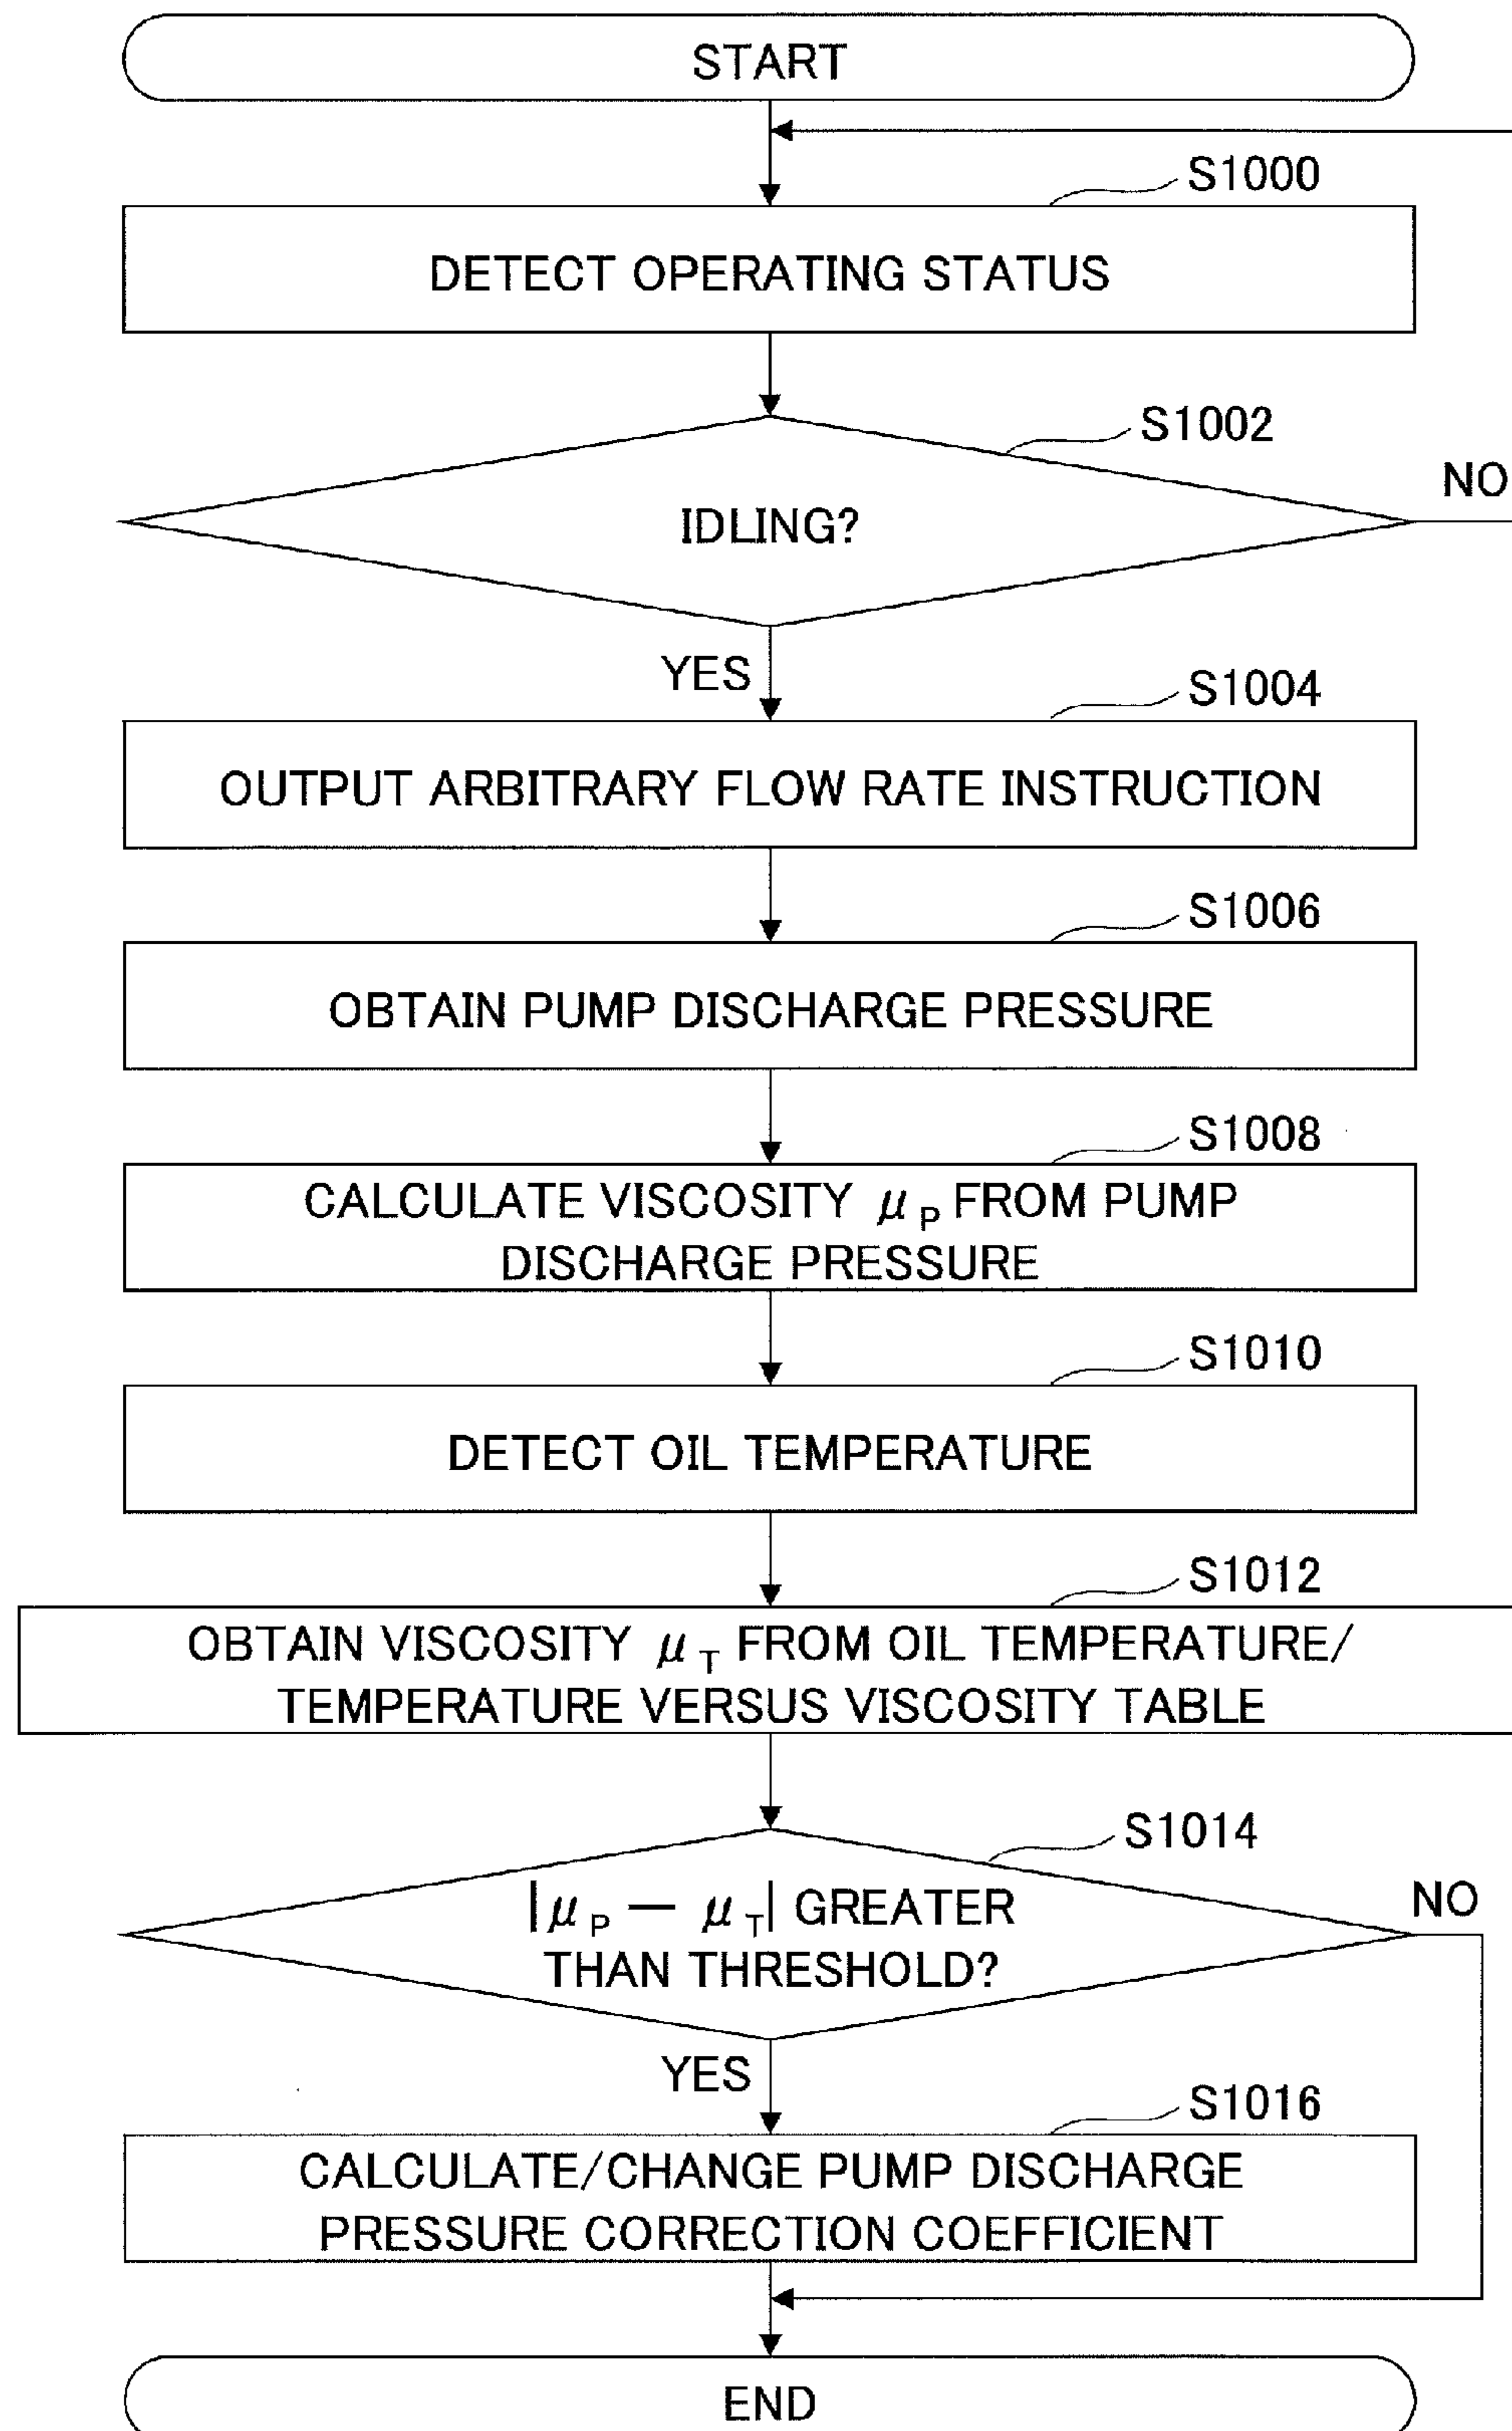 START
S1000
DETECT OPERATING STATUS
S1002
NO
IDLING?
YES
S1004
OUTPUT ARBITRARY FLOW RATE INSTRUCTION
S1006
OBTAIN PUMP DISCHARGE PRESSURE
S1008
CALCULATE VISCOSITY μP FROM PUMP
DISCHARGE PRESSURE
S1010
DETECT OIL TEMPERATURE
S1012
OBTAIN VISCOSITY μT FROM OIL TEMPERATURE/
TEMPERATURE VERSUS VISCOSITY TABLE
S1014
NO
|μP − μT| GREATER
THAN THRESHOLD?
YES
S1016
CALCULATE/CHANGE PUMP DISCHARGE
PRESSURE CORRECTION COEFFICIENT
END